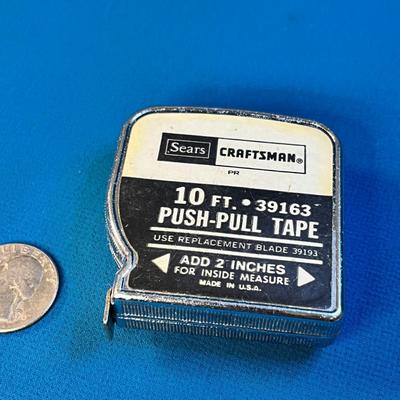 Sears CRAFTSMAN®
PR
10 FT. • 39163
PUSH-PULL TAPE
USE REPLACEMENT BLADE 39193
ADD 2 INCHES
FOR INSIDE MEASURE
MADE IN U.S.A.